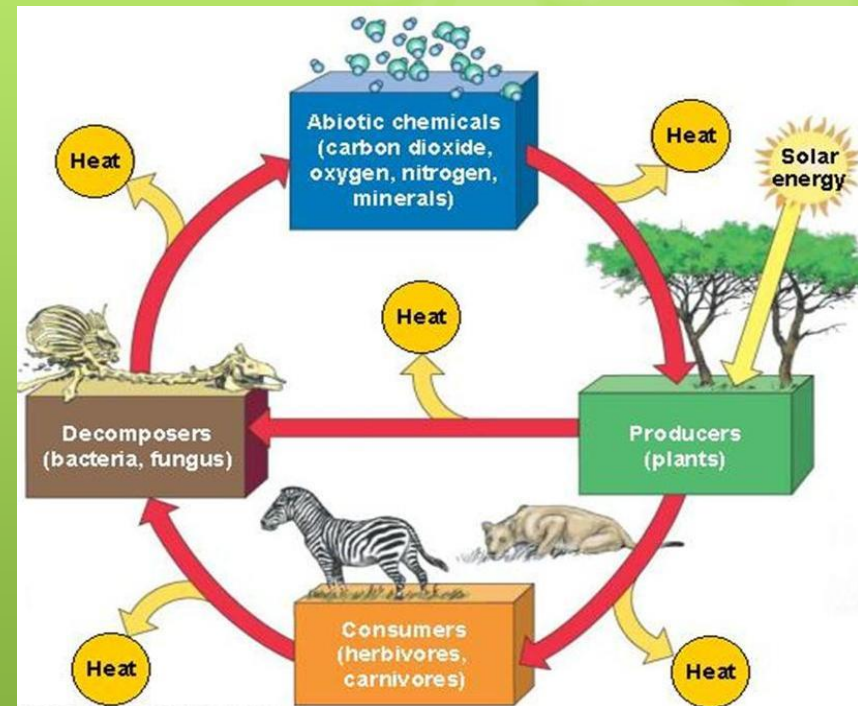 Abiotic chemicals
(carbon dioxide,
oxygen, nitrogen,
minerals)
Heat
Heat
Solar
energy
Heat
Decomposers
(bacteria, fungus)
Producers
(plants)
Consumers
(herbivores,
carnivores)
Heat
Heat